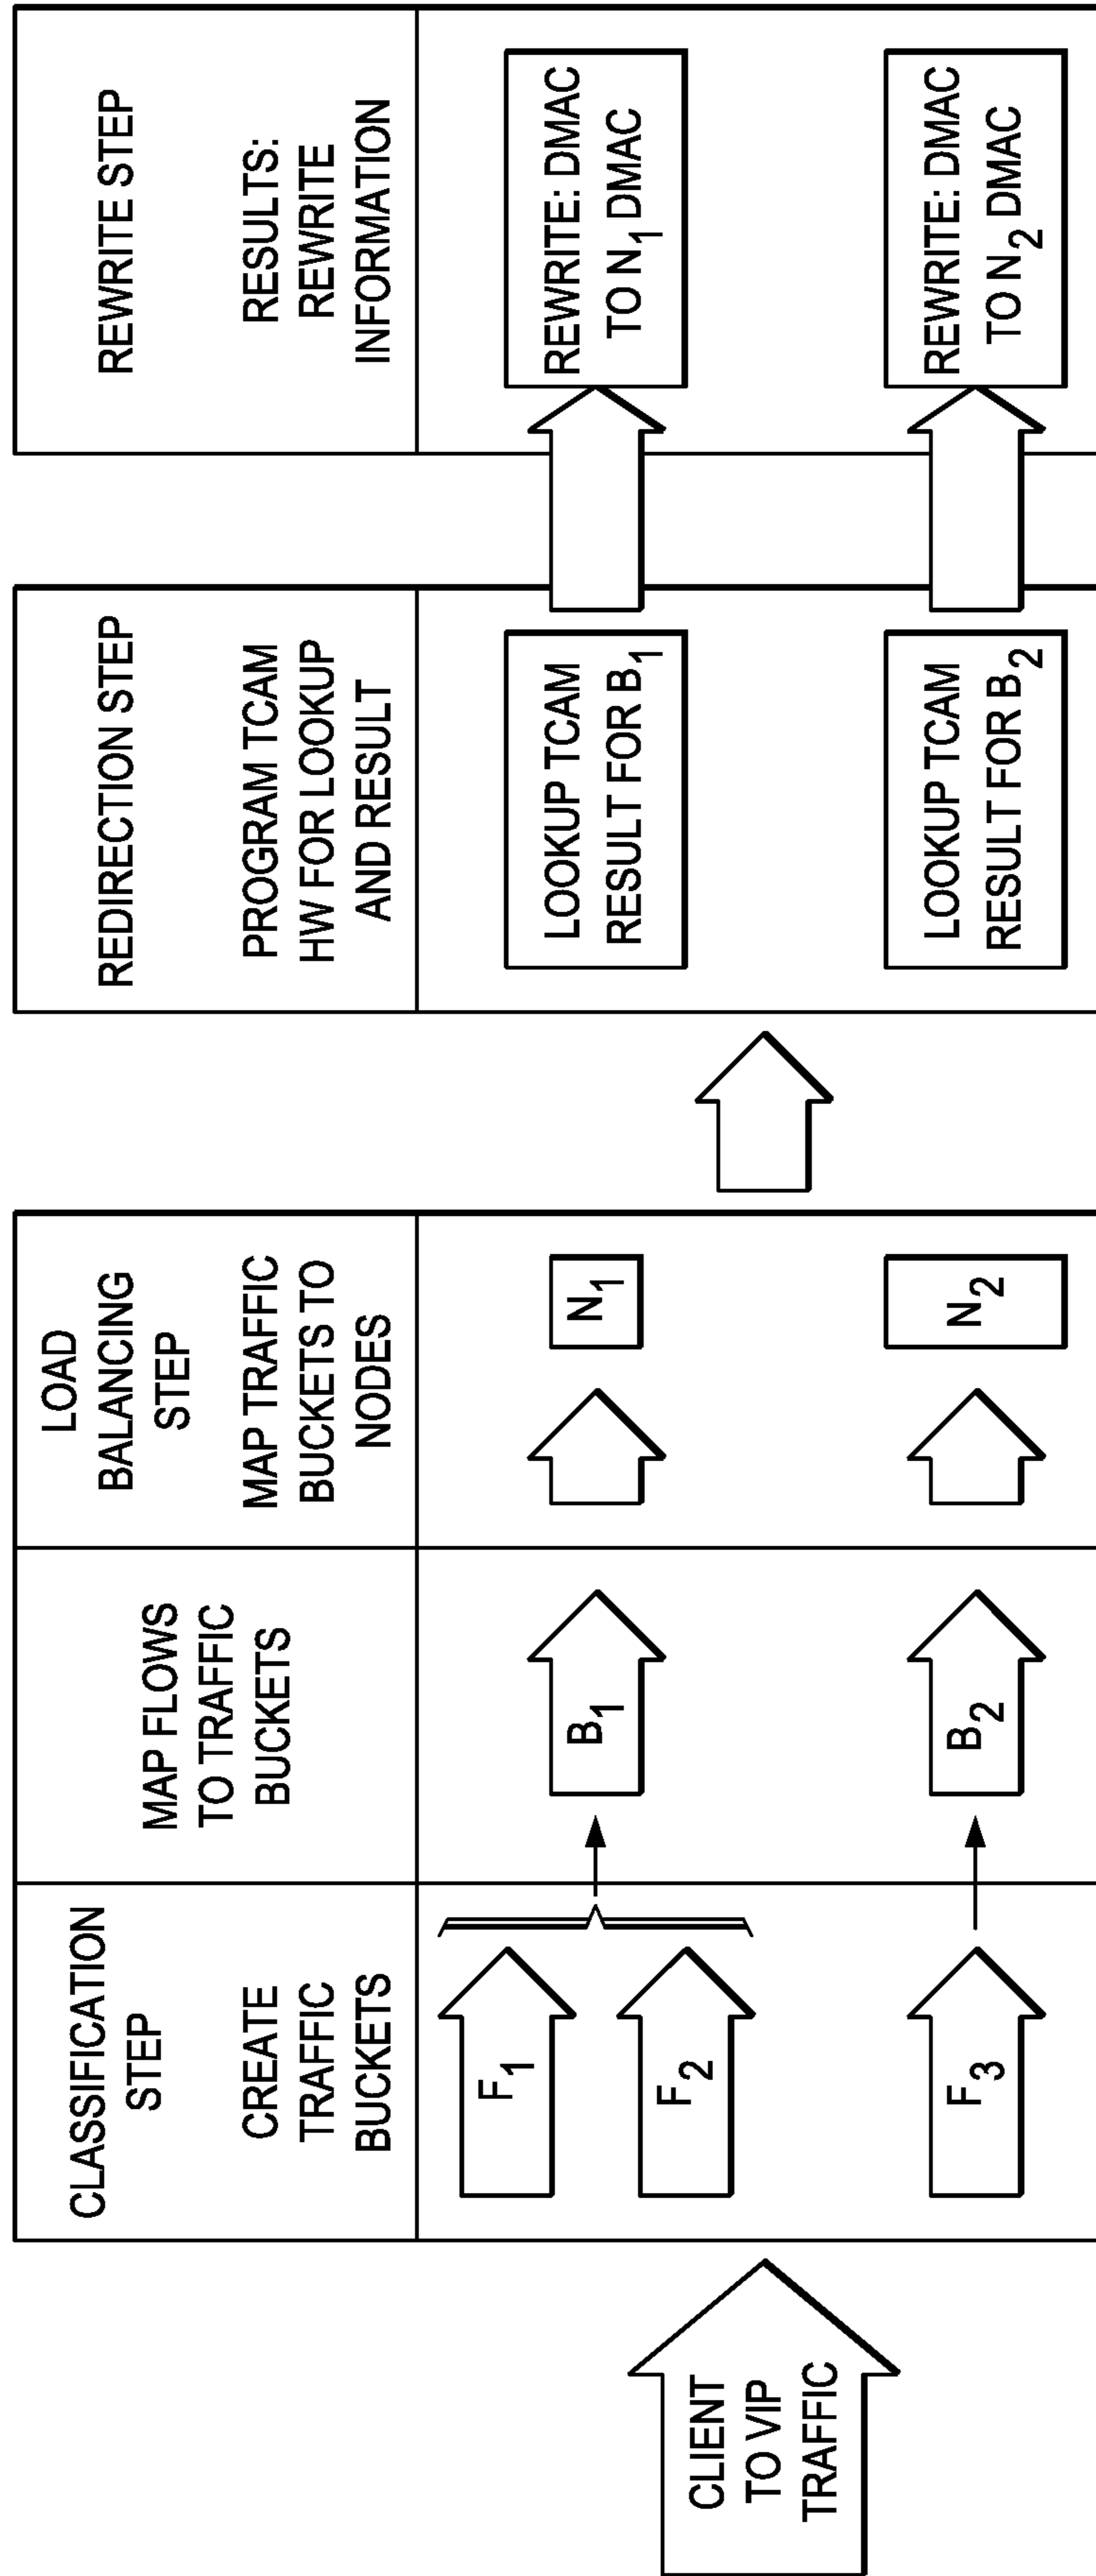 CLIENT
TO VIP
TRAFFIC
CLASSIFICATION
STEP
CREATE
TRAFFIC
BUCKETS
F1
F2
F3
MAP FLOWS
TO TRAFFIC
BUCKETS
B1
B2
LOAD
BALANCING
STEP
MAP TRAFFIC
BUCKETS TO
NODES
N1
N2
REDIRECTION STEP
PROGRAM TCAM
HW FOR LOOKUP
AND RESULT
LOOKUP TCAM
RESULT FOR B1
LOOKUP TCAM
RESULT FOR B2
REWRITE STEP
RESULTS:
REWRITE
INFORMATION
REWRITE: DMAC
TO N1 DMAC
REWRITE: DMAC
TO N2 DMAC